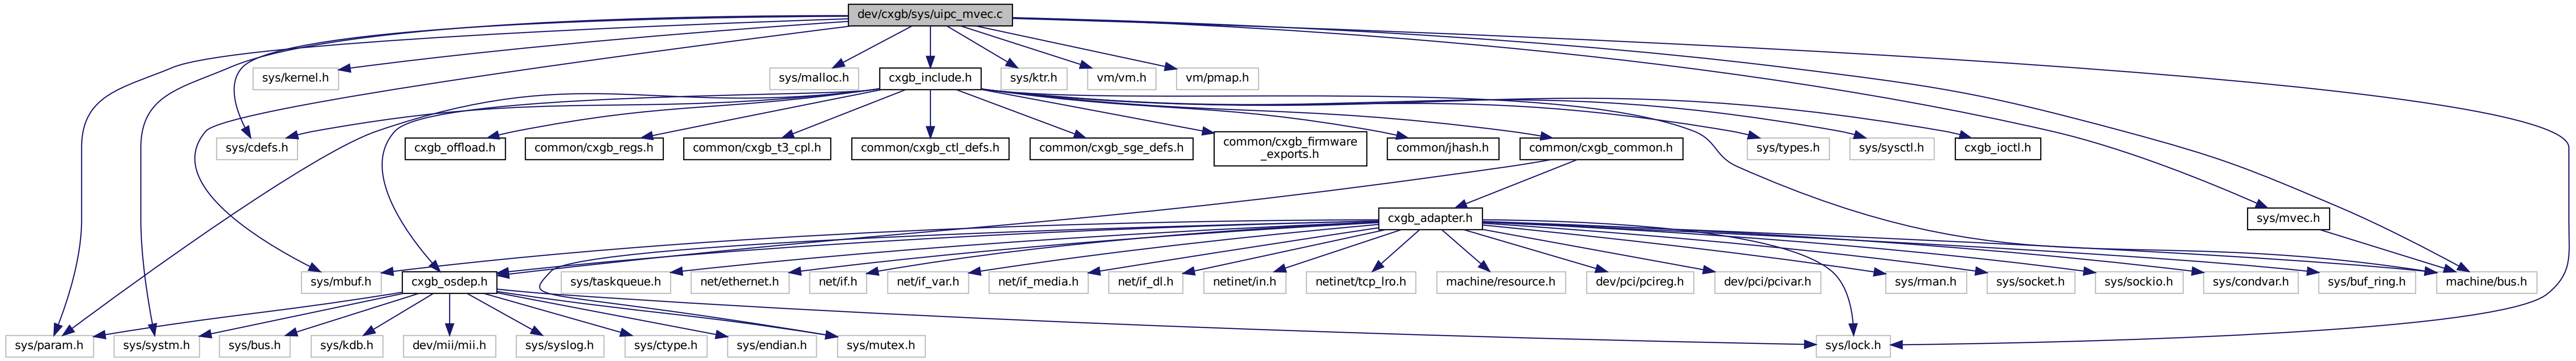 dev/cxgb/sys/uipc_mvec.c
sys/kernel.h
sys/malloc.h
cxgb_include.h
sys/ktr.h
vm/vm.h
vm/pmap.h
sys/cdefs.h
cxgb_offload.h
common/cxgb_regs.h
common/cxgb_t3_cpl.h
common/cxgb_ctl_defs.h
common/cxgb_sge_defs.h
common/cxgb_firmware
_exports.h
common/jhash.h
common/cxgb_common.h
sys/types.h
sys/sysctl.h
cxgb_ioctl.h
cxgb_adapter.h
sys/mvec.h
sys/mbuf.h
cxgb_osdep.h
sys/taskqueue.h
net/ethernet.h
net/if.h
net/if_var.h
net/if_media.h
net/if_dl.h
netinet/in.h
netinet/tcp_lro.h
machine/resource.h
dev/pci/pcireg.h
dev/pci/pcivar.h
sys/rman.h
sys/socket.h
sys/sockio.h
sys/condvar.h
sys/buf_ring.h
machine/bus.h
sys/param.h
sys/systm.h
sys/bus.h
sys/kdb.h
dev/mii/mii.h
sys/syslog.h
sys/ctype.h
sys/endian.h
sys/mutex.h
sys/lock.h